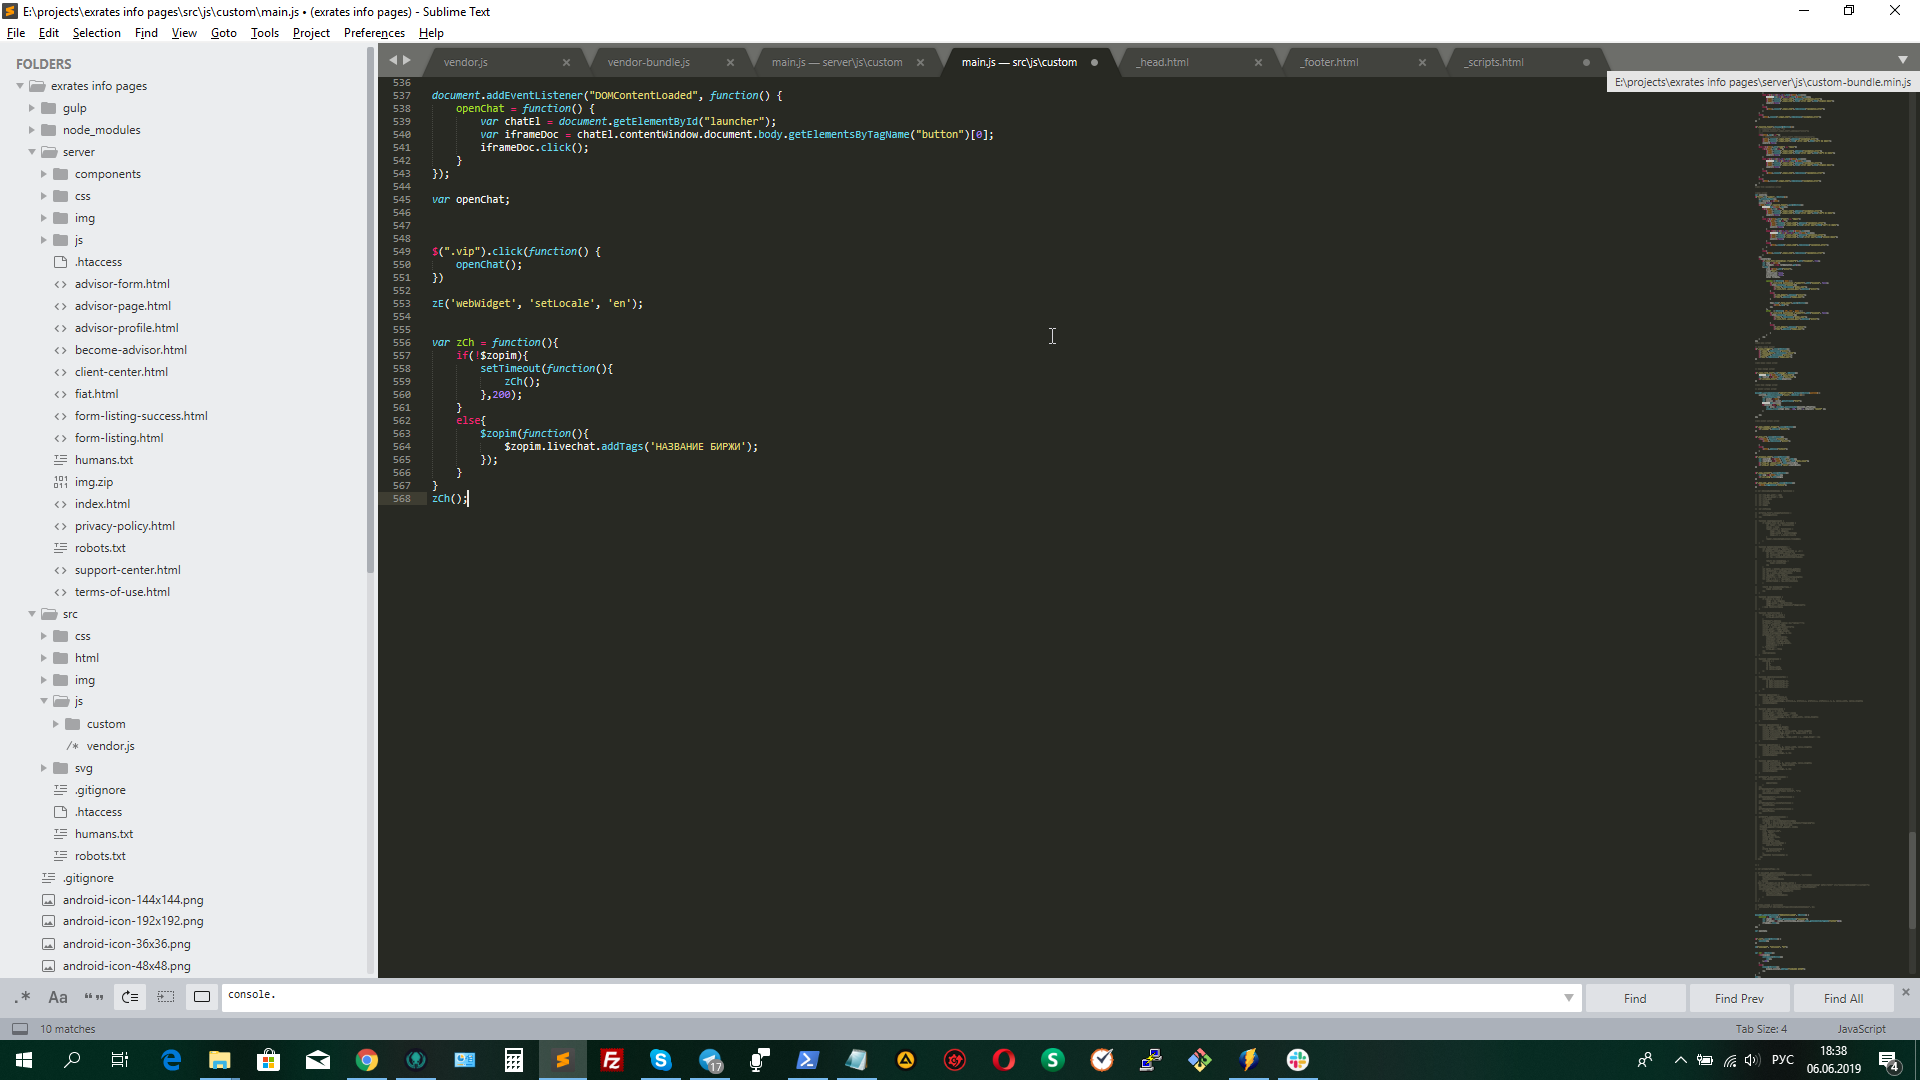 E:\projects\exrates info pages\src\js\custom\main.js • (exrates info pages) - Sublime Text
File Edit Selection Find View Goto Tools Project Preferences Help
FOLDERS
exrates info pages
gulp
node_modules
server
components
css
img
js
.htaccess
advisor-form.html
advisor-page.html
advisor-profile.html
become-advisor.html
client-center.html
fiat.html
form-listing-success.html
form-listing.html
humans.txt
img.zip
index.html
privacy-policy.html
robots.txt
support-center.html
terms-of-use.html
src
css
html
img
js
custom
vendor.js
svg
.gitignore
.htaccess
humans.txt
robots.txt
.gitignore
android-icon-144x144.png
android-icon-192x192.png
android-icon-36x36.png
android-icon-48x48.png
vendor.js vendor-bundle.js main.js — server\js\custom main.js — src\js\custom _head.html _footer.html _scripts.html
E:\projects\exrates info pages\server\js\custom-bundle.min.js
536
537 document.addEventListener("DOMContentLoaded", function() {
538 openChat = function() {
539 var chatEl = document.getElementById("launcher");
540 var iframeDoc = chatEl.contentWindow.document.body.getElementsByTagName("button")[0];
541 iframeDoc.click();
542 }
543 });
544
545 var openChat;
546
547
548
549 $(".vip").click(function() {
550 openChat();
551 })
552
553 zE('webWidget', 'setLocale', 'en');
554
555
556 var zCh = function(){
557 if(!$zopim){
558 setTimeout(function(){
559 zCh();
560 },200);
561 }
562 else{
563 $zopim(function(){
564 $zopim.livechat.addTags('НАЗВАНИЕ БИРЖИ');
565 });
566 }
567 }
568 zCh();
.* Aa “” console. Find Find Prev Find All
10 matches Tab Size: 4 JavaScript
17 РУС 18:38
06.06.2019 4